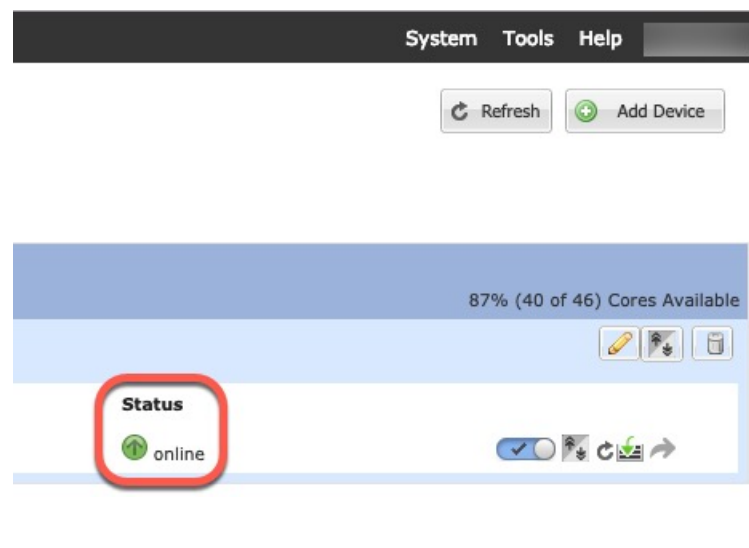 System Tools Help
Refresh Add Device
87% (40 of 46) Cores Available
Status
online